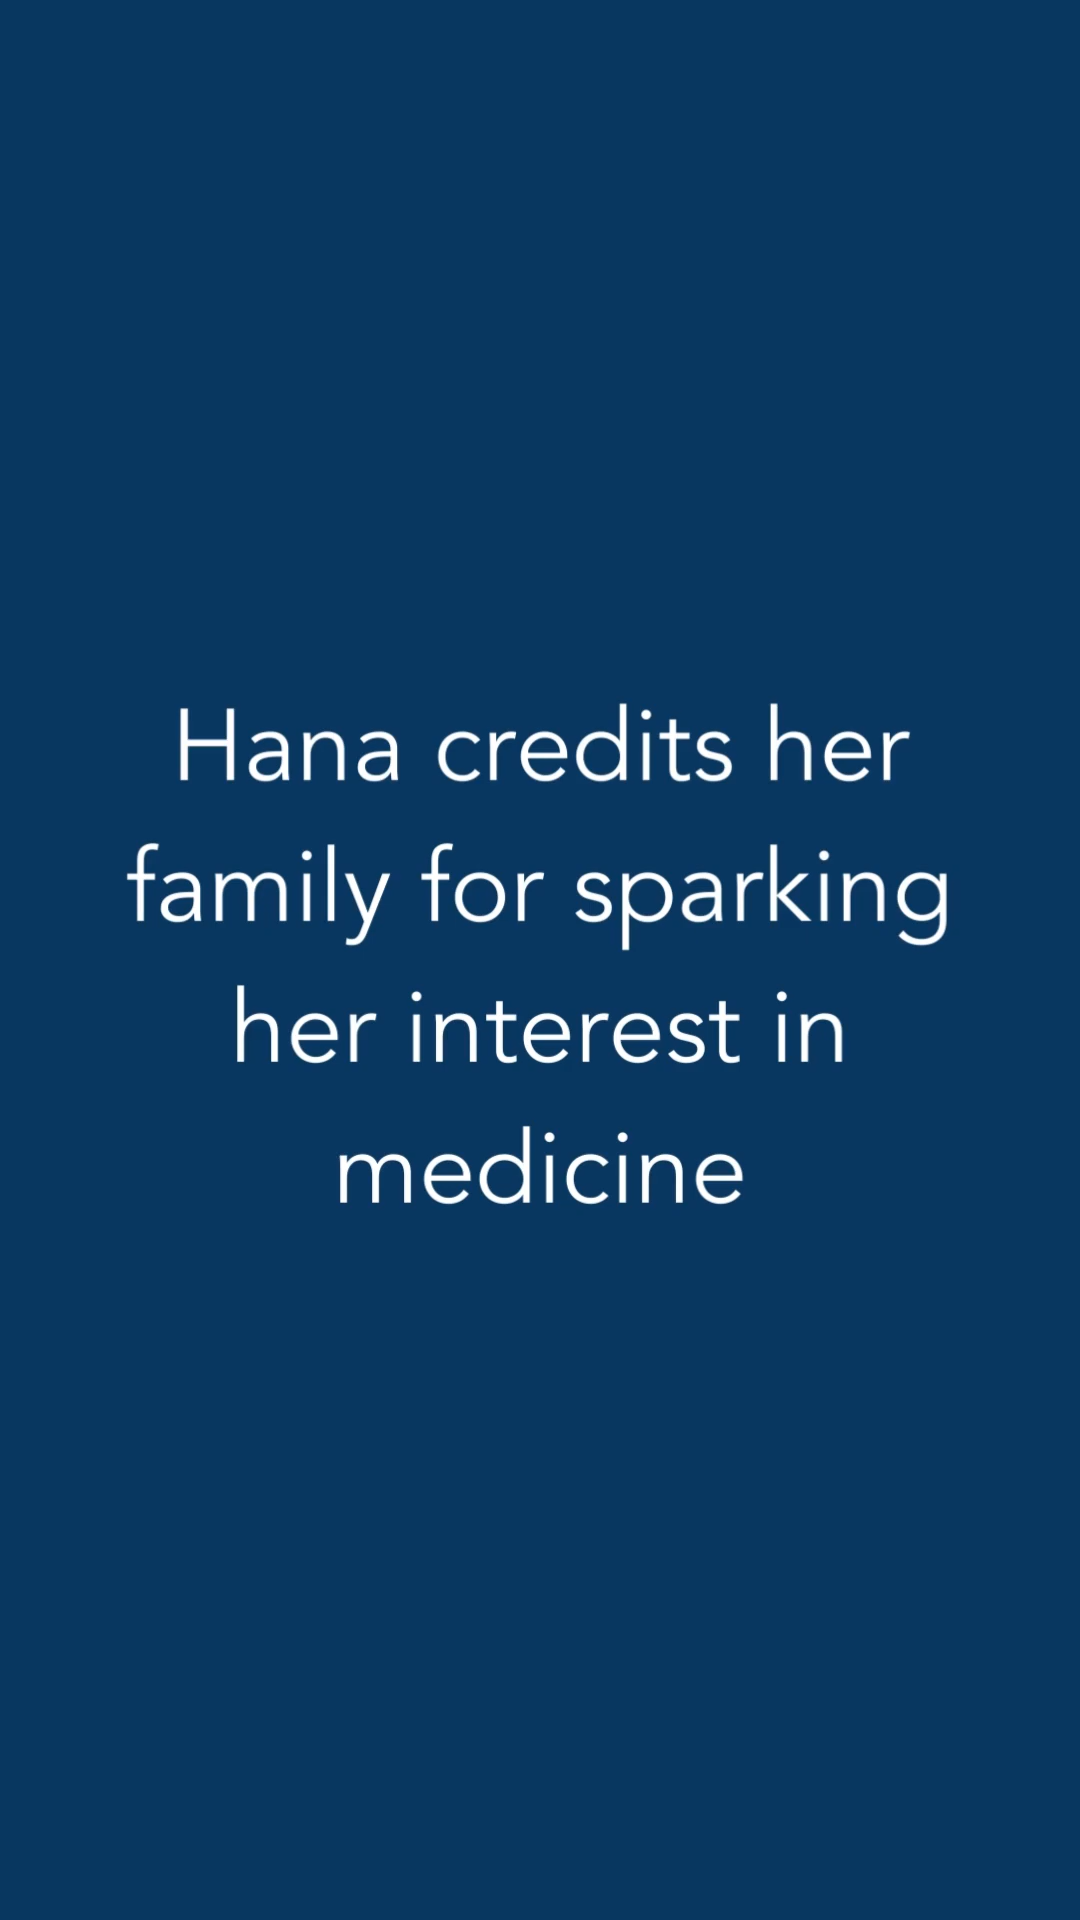 Hana credits her
family for sparking
her interest in
medicine